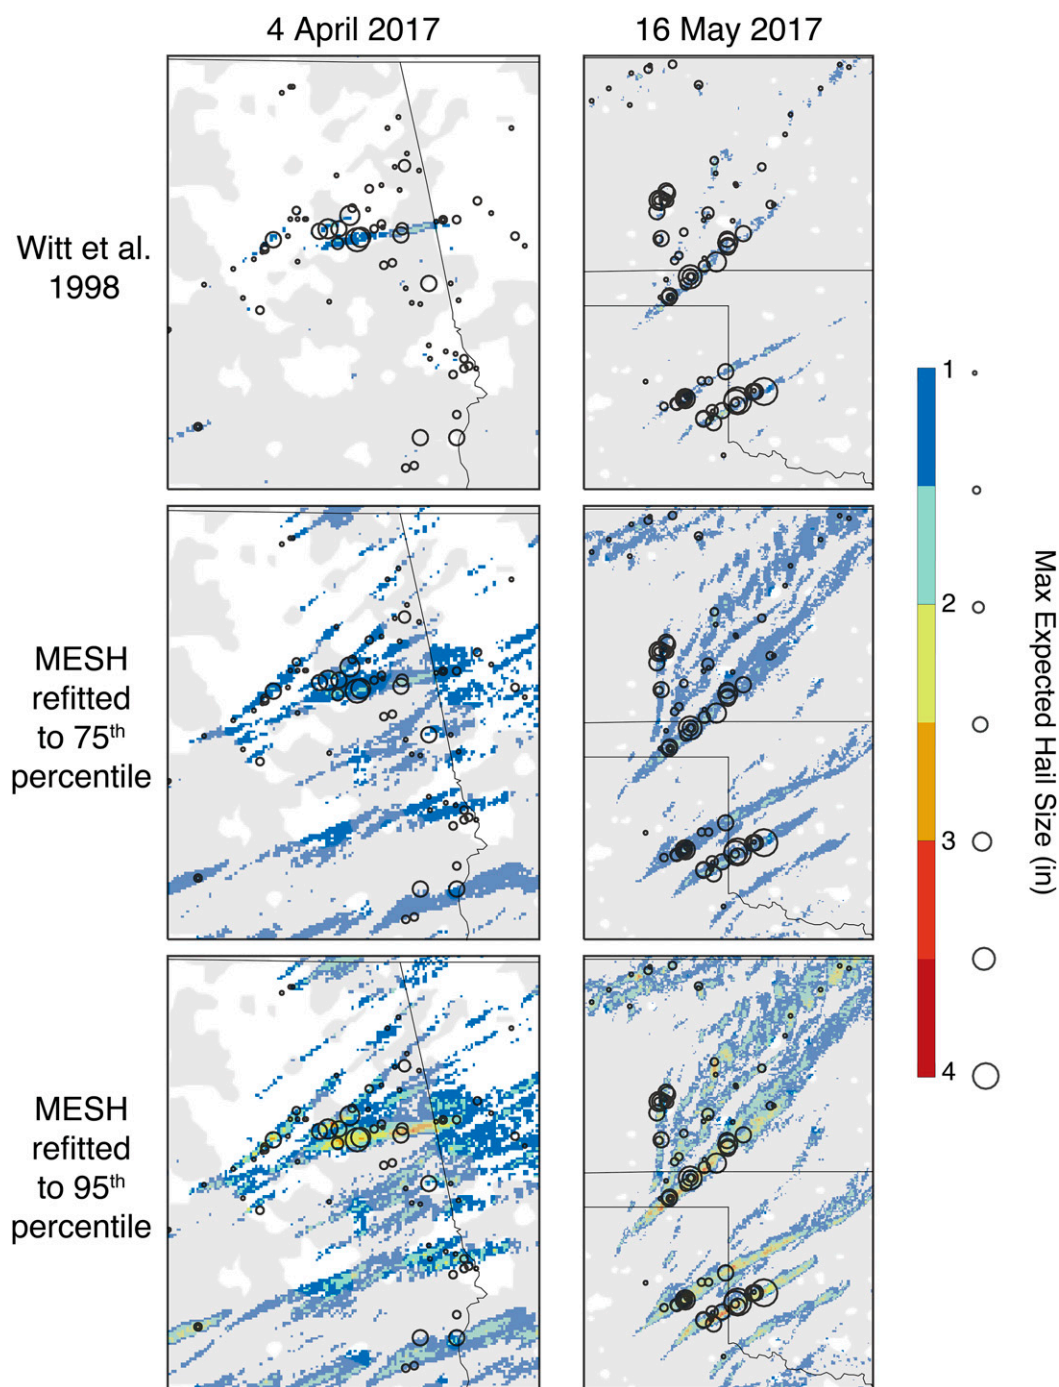 4 April 2017
16 May 2017
Witt et al.
1998
MESH
refitted
to 75th
percentile
MESH
refitted
to 95th
percentile
1
2
3
4
Max Expected Hail Size (in)